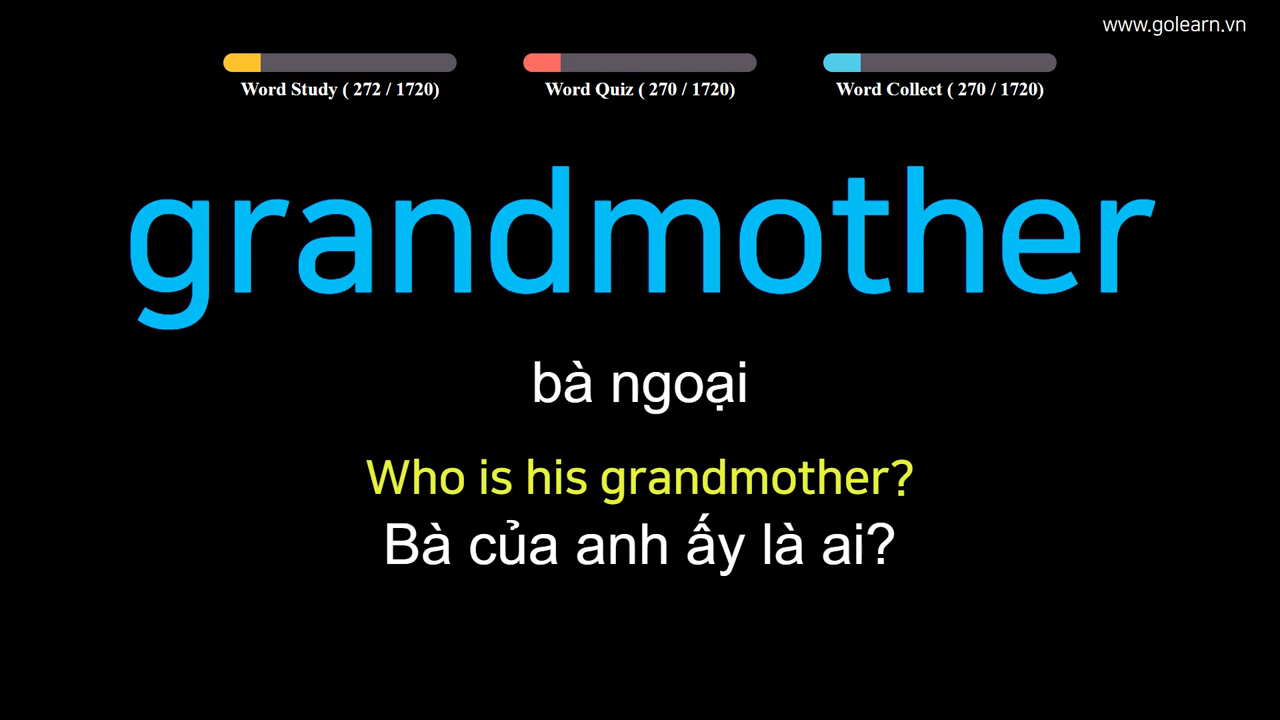 www.golearn.vn
Word Study ( 272 / 1720)
Word Quiz ( 270 / 1720)
Word Collect ( 270 / 1720)
grandmother
bà ngoại
Who is his grandmother?
Bà của anh ấy là ai?